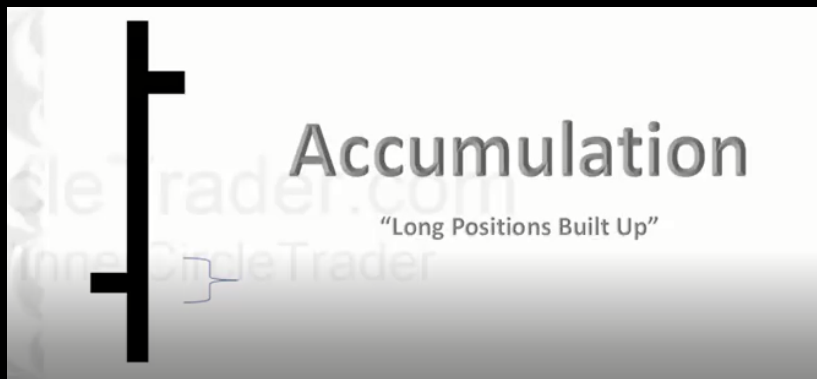 Accumulation
cleTrader.com
“Long Positions Built Up”
InnerCircleTrader